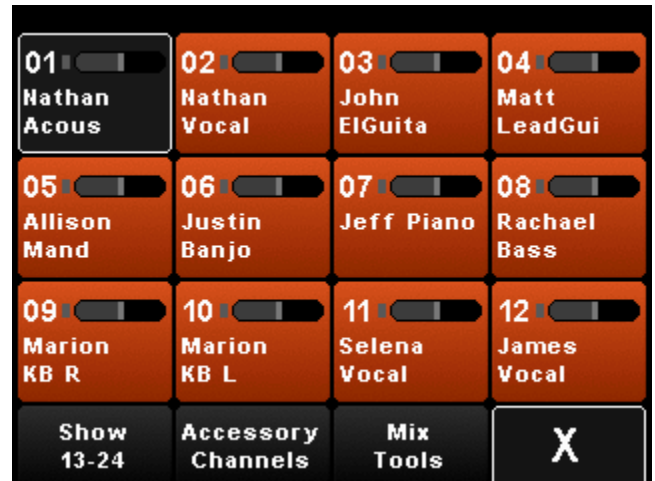 01
Nathan
Acous
02
Nathan
Vocal
03
John
ElGuita
04
Matt
LeadGui
05
Allison
Mand
06
Justin
Banjo
07
Jeff Piano
08
Rachael
Bass
09
Marion
KB R
10
Marion
KB L
11
Selena
Vocal
12
James
Vocal
Show
13-24
Accessory
Channels
Mix
Tools
X